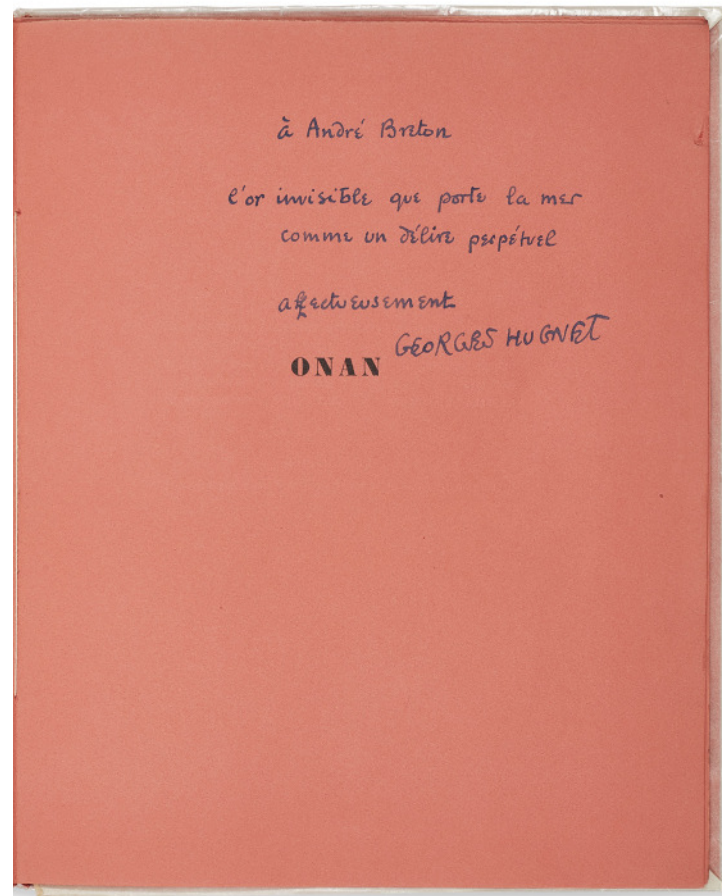 à André Breton
l'or invisible que porte la mer
comme un délire perpétuel
affectueusement
GEORGES HUGNET
ONAN